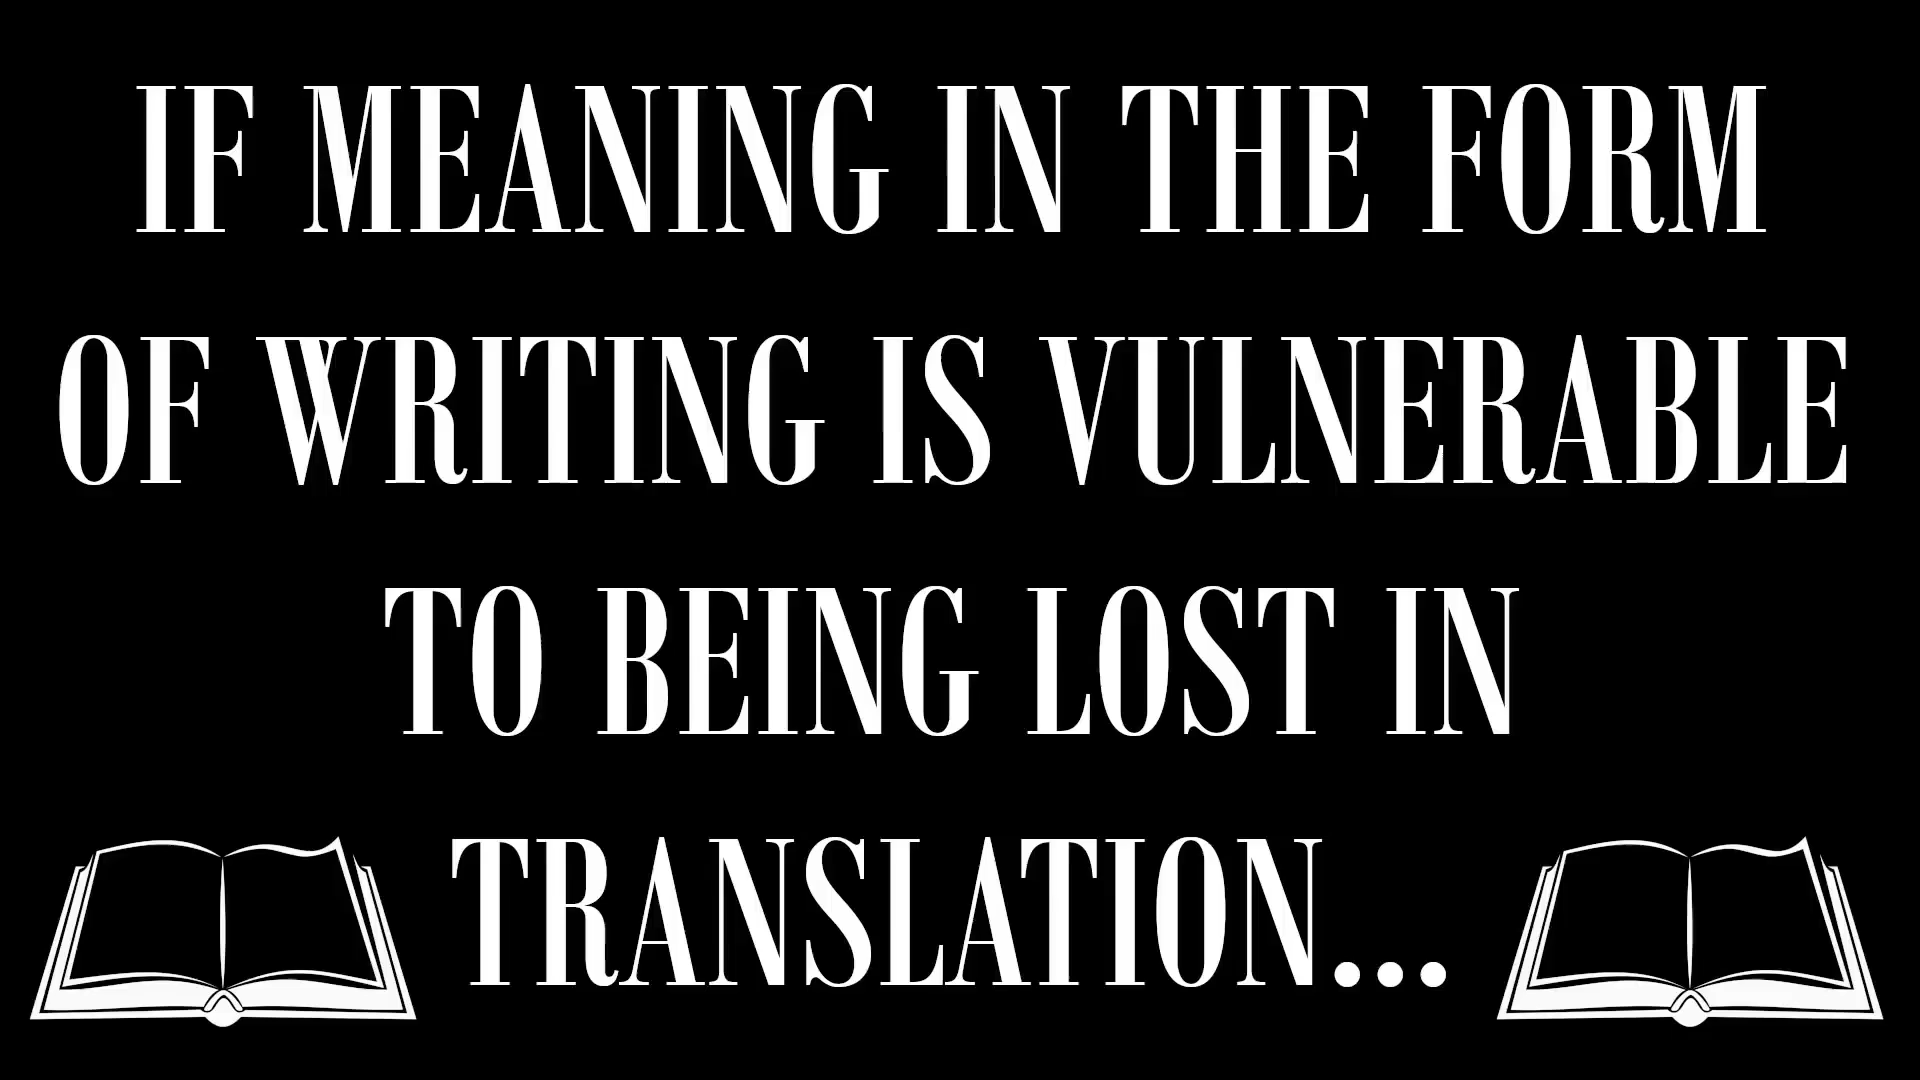 IF MEANING IN THE FORM
OF WRITING IS VULNERABLE
TO BEING LOST IN
TRANSLATION...